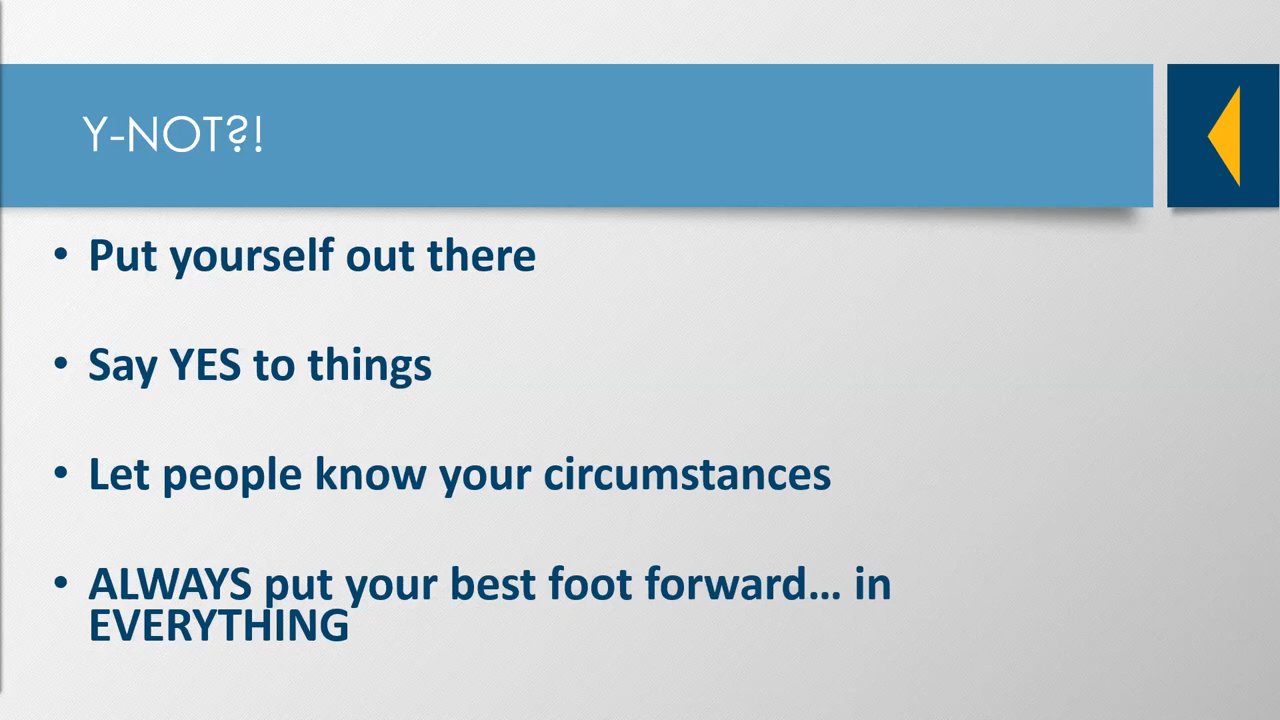 Y-NOT?!
• Put yourself out there
• Say YES to things
• Let people know your circumstances
• ALWAYS put your best foot forward… in
EVERYTHING